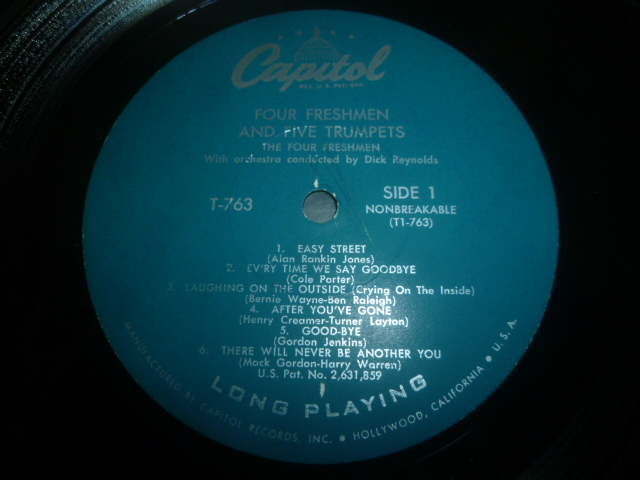 Capitol
REG. U.S. PAT. OFF.
FOUR FRESHMEN
AND FIVE TRUMPETS
THE FOUR FRESHMEN
With orchestra conducted by Dick Reynolds
T-763
SIDE 1
NONBREAKABLE
(T1-763)
1. EASY STREET
(Alan Rankin Jones)
2. EV'RY TIME WE SAY GOODBYE
(Cole Porter)
3. LAUGHING ON THE OUTSIDE (Crying On The Inside)
(Bernie Wayne-Ben Raleigh)
4. AFTER YOU'VE GONE
(Henry Creamer-Turner Layton)
5. GOOD-BYE
(Gordon Jenkins)
6. THERE WILL NEVER BE ANOTHER YOU
(Mack Gordon-Harry Warren)
U.S. Pat. No. 2,631,859
LONG PLAYING
MANUFACTURED BY CAPITOL RECORDS, INC. • HOLLYWOOD, CALIFORNIA • U.S.A.